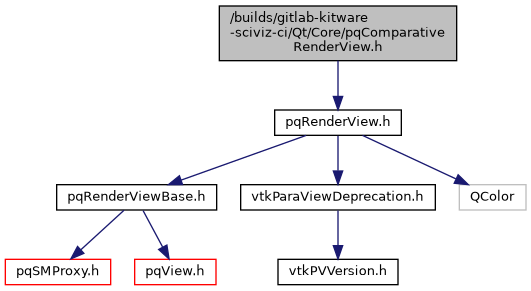 /builds/gitlab-kitware
-sciviz-ci/Qt/Core/pqComparative
RenderView.h
pqRenderView.h
pqRenderViewBase.h
vtkParaViewDeprecation.h
QColor
pqSMProxy.h
pqView.h
vtkPVVersion.h